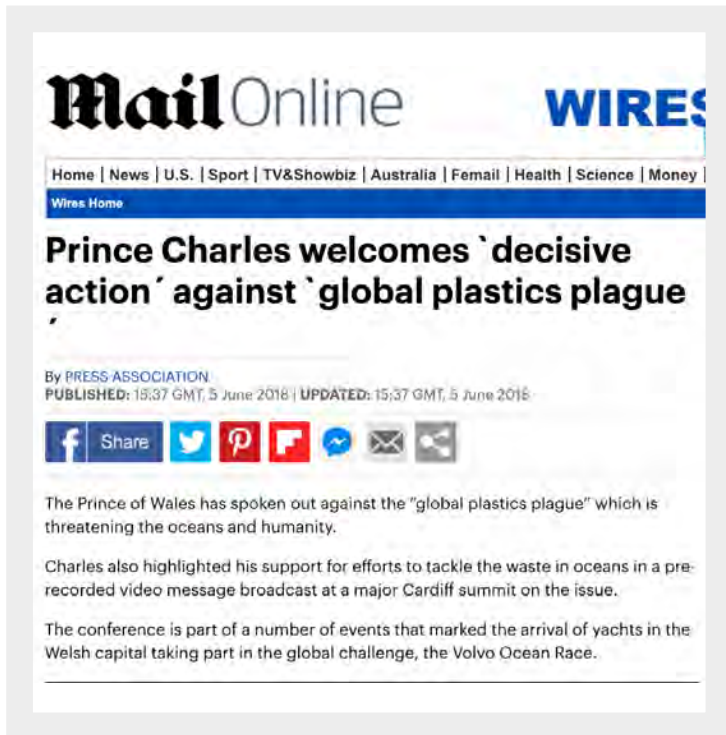 Mail Online WIRES
Home | News | U.S. | Sport | TV&Showbiz | Australia | Femail | Health | Science | Money |
Wires Home
Prince Charles welcomes `decisive
action´ against `global plastics plague
´
By PRESS ASSOCIATION
PUBLISHED: 15:37 GMT, 5 June 2018 | UPDATED: 15:37 GMT, 5 June 2018
f Share
The Prince of Wales has spoken out against the "global plastics plague" which is
threatening the oceans and humanity.
Charles also highlighted his support for efforts to tackle the waste in oceans in a pre-
recorded video message broadcast at a major Cardiff summit on the issue.
The conference is part of a number of events that marked the arrival of yachts in the
Welsh capital taking part in the global challenge, the Volvo Ocean Race.